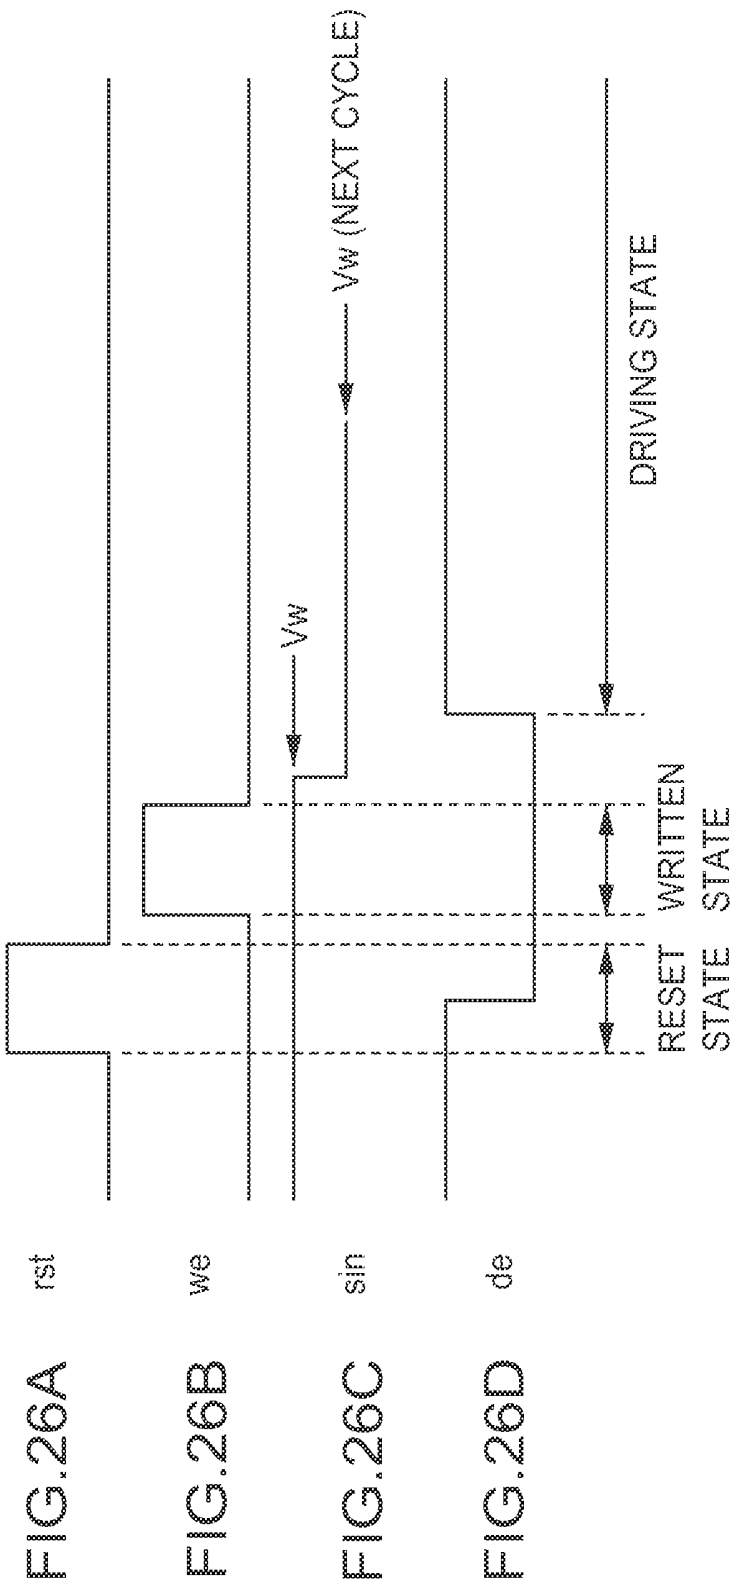 FIG.26A rst
FIG.26B we
Vw
FIG.26C sin
Vw (NEXT CYCLE)
FIG.26D de
RESET
STATE
WRITTEN
STATE
DRIVING STATE